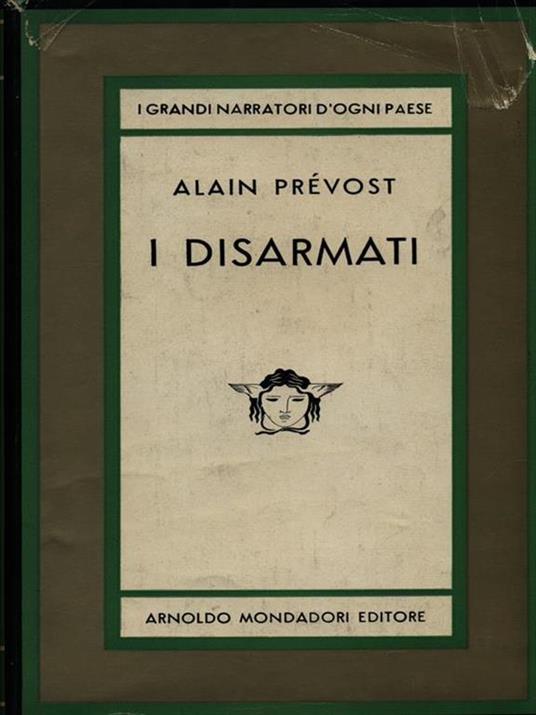 I GRANDI NARRATORI D'OGNI PAESE
ALAIN PRÉVOST
I DISARMATI
ARNOLDO MONDADORI EDITORE